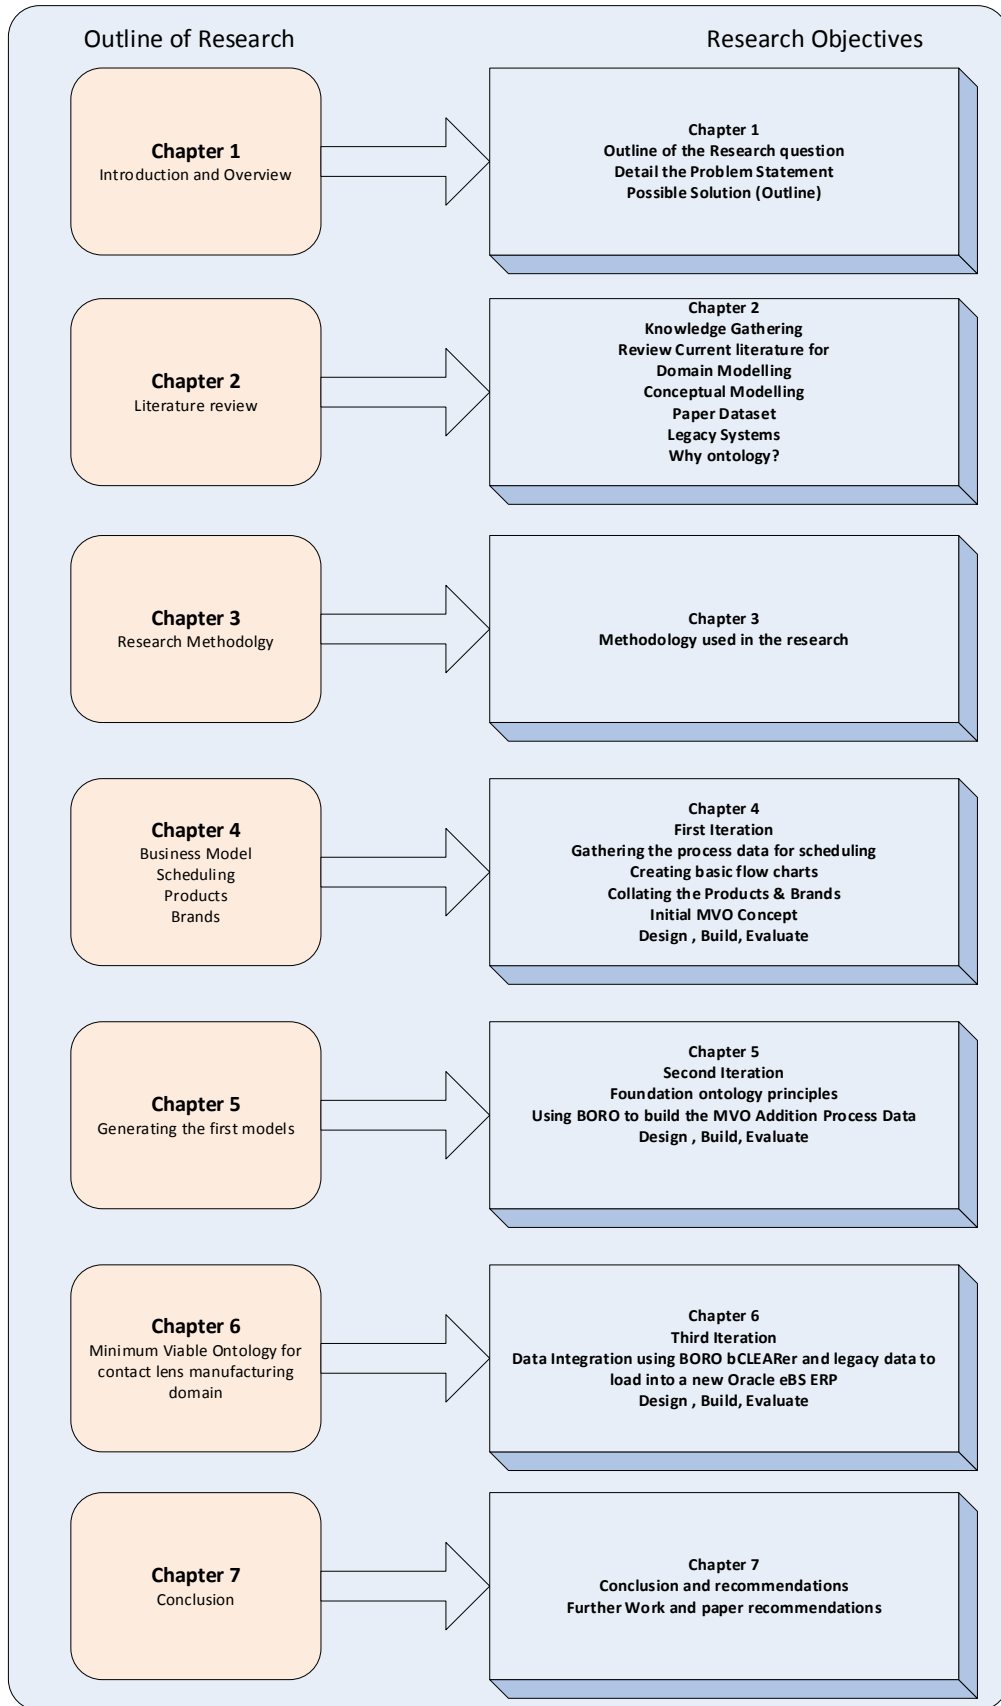 Outline of Research
Research Objectives
Chapter 1
Introduction and Overview
Chapter 1
Outline of the Research question
Detail the Problem Statement
Possible Solution (Outline)
Chapter 2
Literature review
Chapter 2
Knowledge Gathering
Review Current literature for
Domain Modelling
Conceptual Modelling
Paper Dataset
Legacy Systems
Why ontology?
Chapter 3
Research Methodolgy
Chapter 3
Methodology used in the research
Chapter 4
Business Model
Scheduling
Products
Brands
Chapter 4
First Iteration
Gathering the process data for scheduling
Creating basic flow charts
Collating the Products & Brands
Initial MVO Concept
Design , Build, Evaluate
Chapter 5
Generating the first models
Chapter 5
Second Iteration
Foundation ontology principles
Using BORO to build the MVO Addition Process Data
Design , Build, Evaluate
Chapter 6
Minimum Viable Ontology for
contact lens manufacturing
domain
Chapter 6
Third Iteration
Data Integration using BORO bCLEARer and legacy data to
load into a new Oracle eBS ERP
Design , Build, Evaluate
Chapter 7
Conclusion
Chapter 7
Conclusion and recommendations
Further Work and paper recommendations